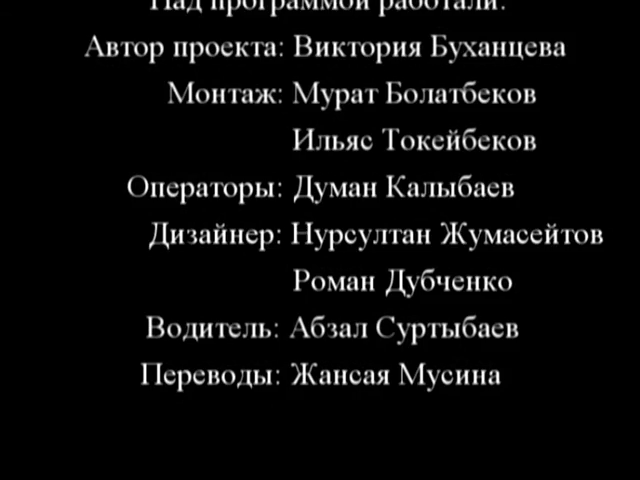 Над программой работали:
Автор проекта: Виктория Буханцева
Монтаж: Мурат Болатбеков
Ильяс Токейбеков
Операторы: Думан Калыбаев
Дизайнер: Нурсултан Жумасейтов
Роман Дубченко
Водитель: Абзал Суртыбаев
Переводы: Жансая Мусина